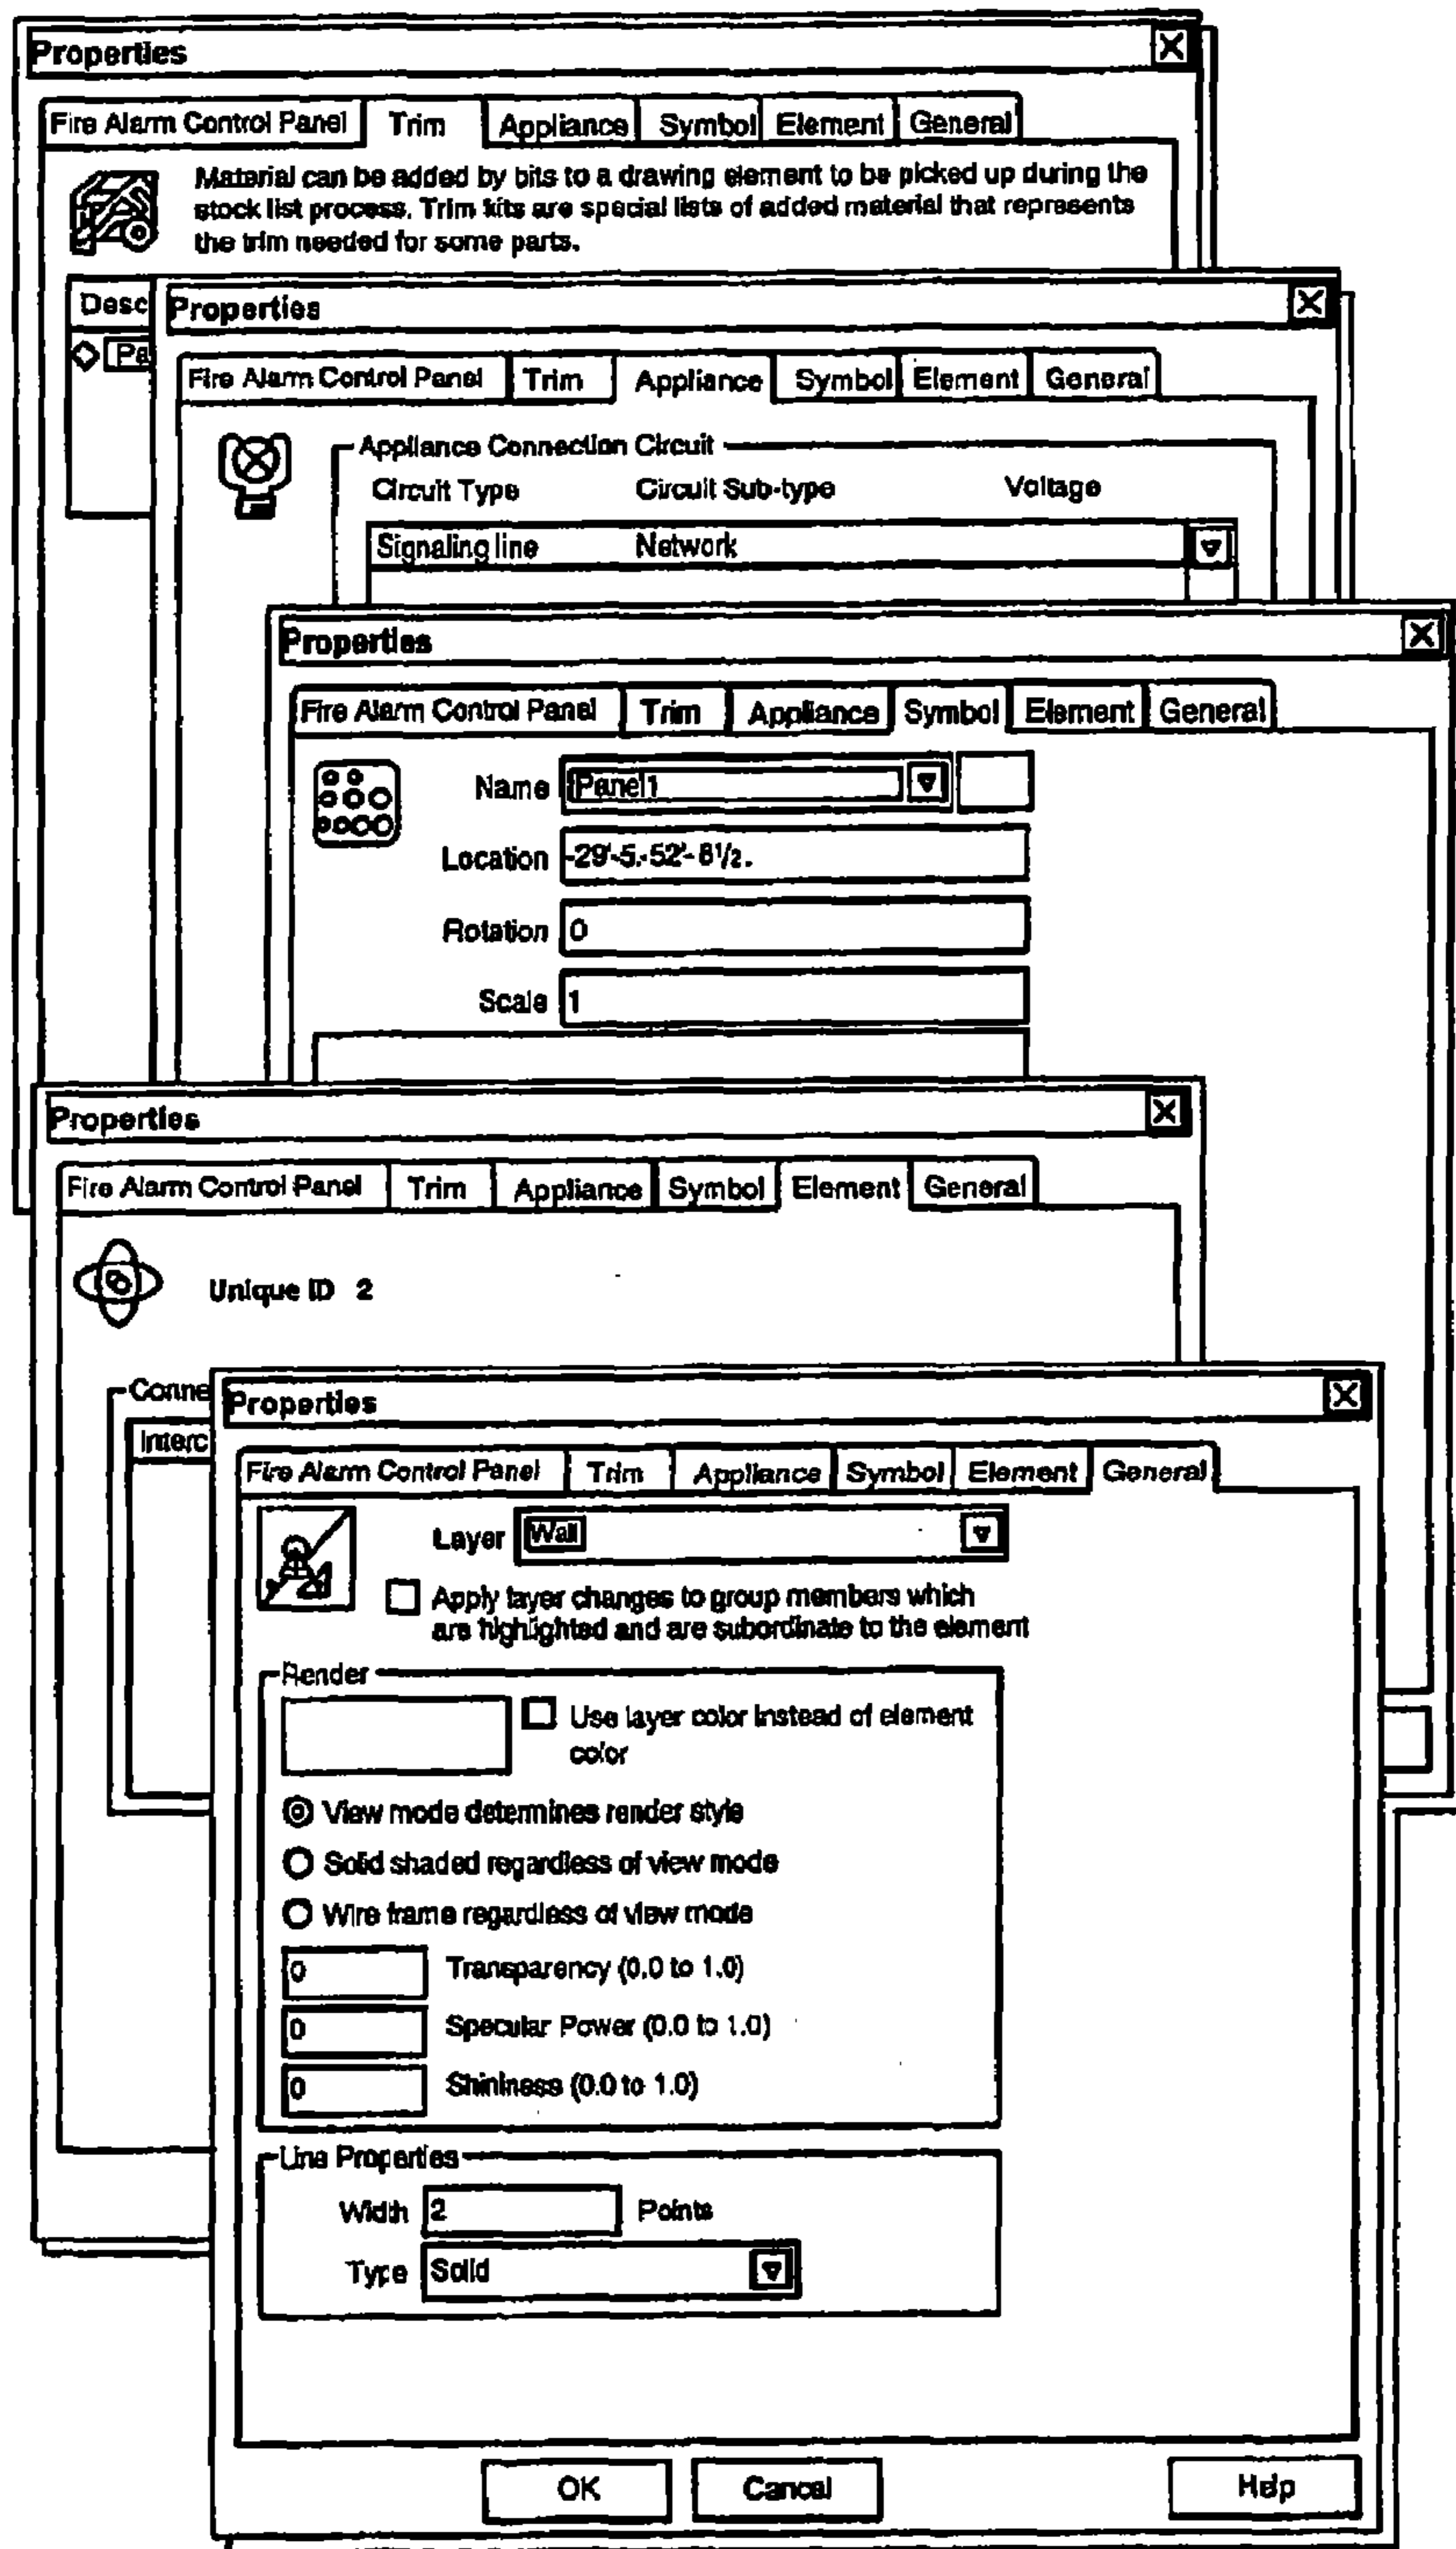 Properties
Fire Alarm Control Panel Trim Appliance Symbol Element General
Material can be added by bits to a drawing element to be picked up during the
stock list process. Trim kits are special lists of added material that represents
the trim needed for some parts.
Desc
Pa
Properties
Fire Alarm Control Panel Trim Appliance Symbol Element General
Appliance Connection Circuit
Circuit Type Circuit Sub-type Voltage
Signaling line Network
Properties
Fire Alarm Control Panel Trim Appliance Symbol Element General
Name Panel1
Location -29'-5.-52'-8½.
Rotation 0
Scale 1
Properties
Fire Alarm Control Panel Trim Appliance Symbol Element General
Unique ID 2
Conne
Interc
Properties
Fire Alarm Control Panel Trim Appliance Symbol Element General
Layer Wall
Apply layer changes to group members which
are highlighted and are subordinate to the element
Render
Use layer color instead of element
color
View mode determines render style
Solid shaded regardless of view mode
Wire frame regardless of view mode
0 Transparency (0.0 to 1.0)
0 Specular Power (0.0 to 1.0)
0 Shininess (0.0 to 1.0)
Line Properties
Width 2 Points
Type Solid
OK Cancel Help